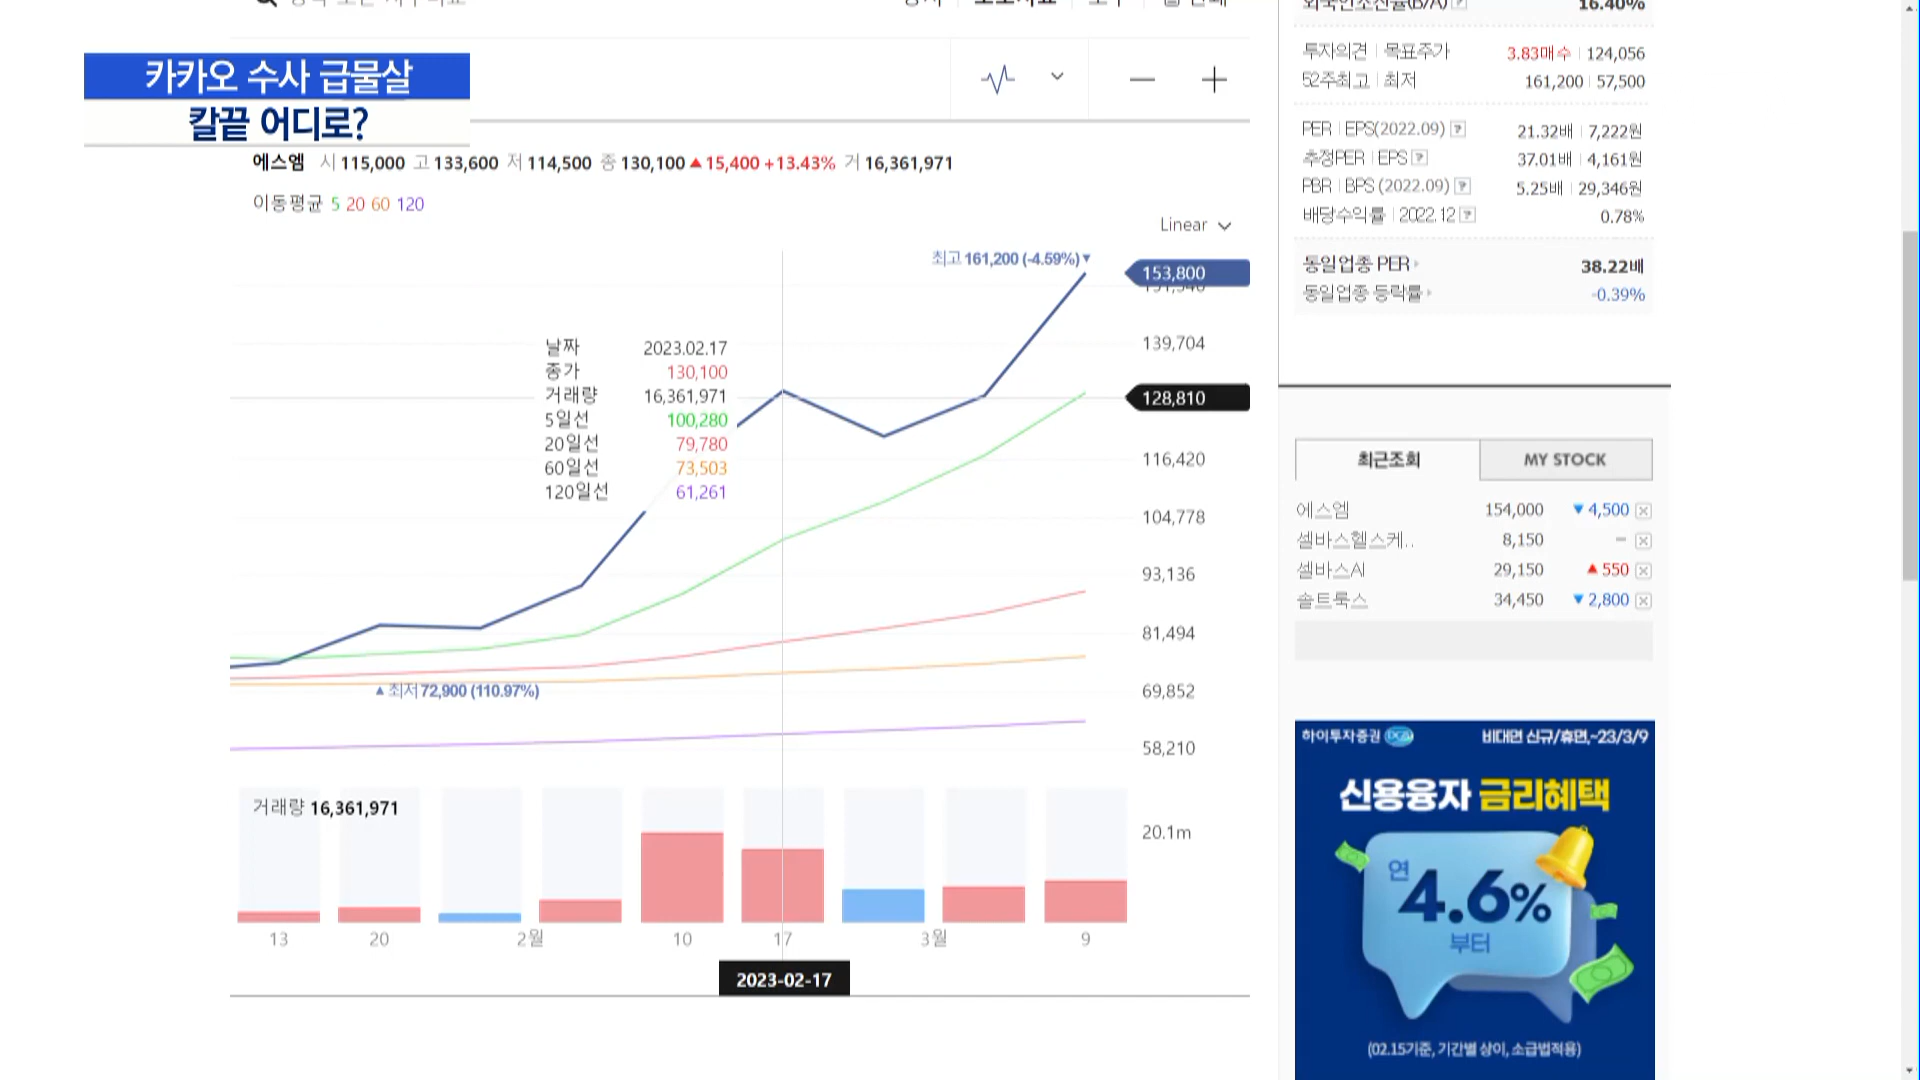 카카오 수사 급물살
칼끝 어디로?
에스엠 시 115,000 고 133,600 저 114,500 종 130,100 ▲ 15,400 +13.43% 거 16,361,971
이동평균 5 20 60 120
Linear
최고 161,200 (-4.59%) ▼
153,800
139,704
128,810
116,420
104,778
93,136
81,494
69,852
58,210
날짜 2023.02.17
종가 130,100
거래량 16,361,971
5일선 100,280
20일선 79,780
60일선 73,503
120일선 61,261
▲ 최저 72,900 (110.97%)
거래량 16,361,971
20.1m
13 20 2월 10 17 3월 9
2023-02-17
외국인소진율(B/A) ? 16.40%
투자의견 | 목표주가 3.83매수 | 124,056
52주최고 | 최저 161,200 | 57,500
PER | EPS(2022.09) ? 21.32배 | 7,222원
추정PER | EPS ? 37.01배 | 4,161원
PBR | BPS (2022.09) ? 5.25배 | 29,346원
배당수익률 | 2022.12 ? 0.78%
동일업종 PER 38.22배
동일업종 등락률 -0.39%
최근조회 MY STOCK
에스엠 154,000 ▼ 4,500
셀바스헬스케.. 8,150 –
셀바스AI 29,150 ▲ 550
솔트룩스 34,450 ▼ 2,800
하이투자증권 DGB 비대면 신규/휴면,~23/3/9
신용융자 금리혜택
연
4.6%
부터
(02.15기준, 기간별 상이, 소급법적용)